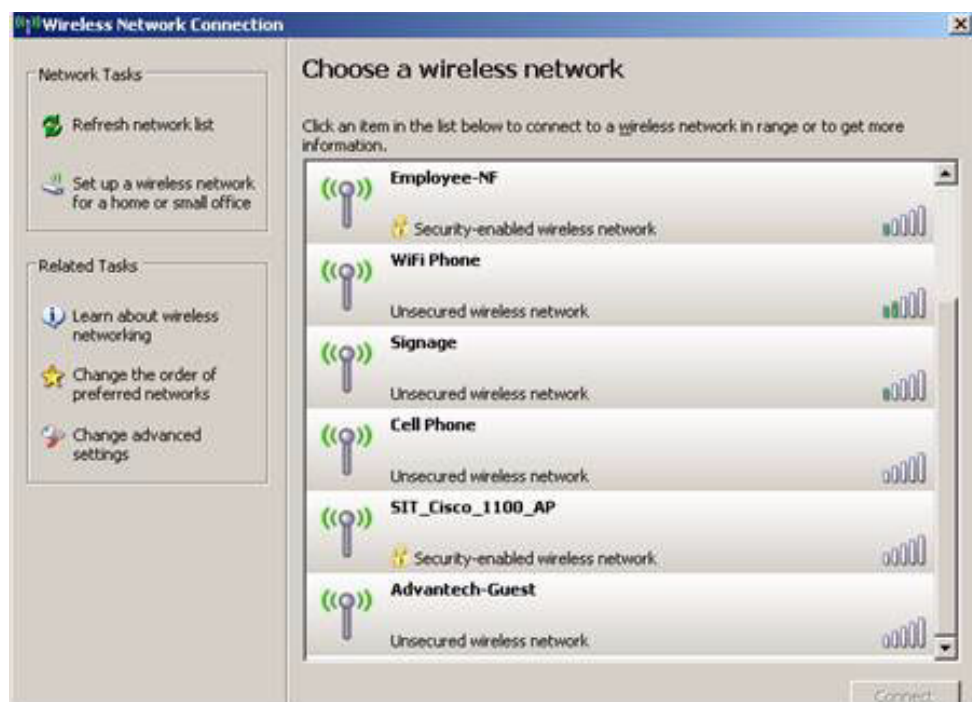 Wireless Network Connection
Network Tasks
Refresh network list
Set up a wireless network
for a home or small office
Related Tasks
Learn about wireless
networking
Change the order of
preferred networks
Change advanced
settings
Choose a wireless network
Click an item in the list below to connect to a wireless network in range or to get more
information.
Employee-NF
Security-enabled wireless network
WiFi Phone
Unsecured wireless network
Signage
Unsecured wireless network
Cell Phone
Unsecured wireless network
SIT_Cisco_1100_AP
Security-enabled wireless network
Advantech-Guest
Unsecured wireless network
Connect